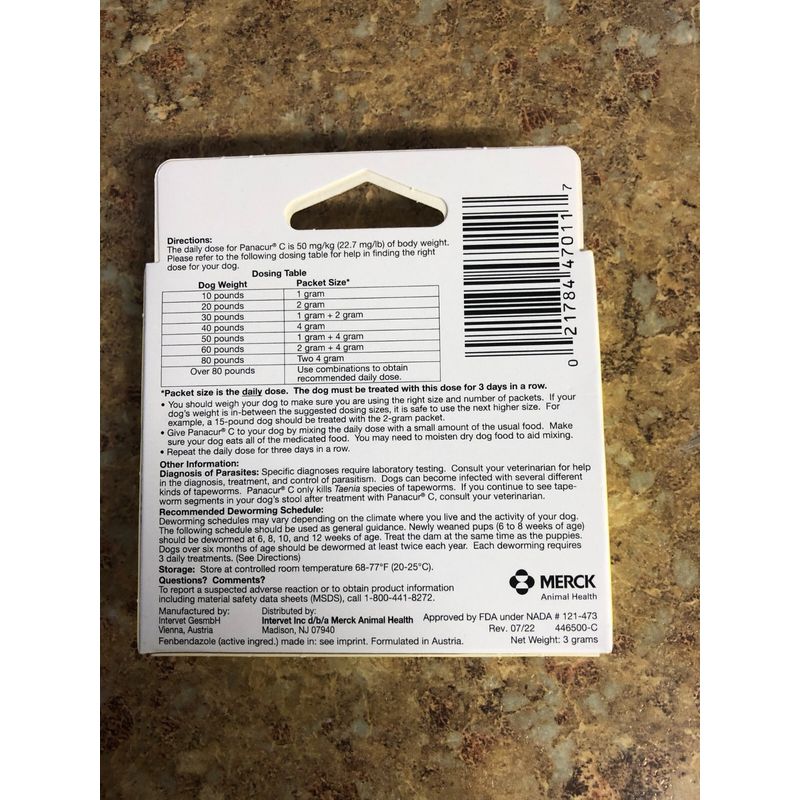 Directions:
The daily dose for Panacur® C is 50 mg/kg (22.7 mg/lb) of body weight.
Please refer to the following dosing table for help in finding the right
dose for your dog.
Dosing Table
Dog Weight Packet Size*
10 pounds 1 gram
20 pounds 2 gram
30 pounds 1 gram + 2 gram
40 pounds 4 gram
50 pounds 1 gram + 4 gram
60 pounds 2 gram + 4 gram
80 pounds Two 4 gram
Over 80 pounds Use combinations to obtain
recommended daily dose.
0 21784 47011 7
*Packet size is the daily dose. The dog must be treated with this dose for 3 days in a row.
• You should weigh your dog to make sure you are using the right size and number of packets. If your
dog's weight is in-between the suggested dosing sizes, it is safe to use the next higher size. For
example, a 15-pound dog should be treated with the 2-gram packet.
• Give Panacur® C to your dog by mixing the daily dose with a small amount of the usual food. Make
sure your dog eats all of the medicated food. You may need to moisten dry dog food to aid mixing.
• Repeat the daily dose for three days in a row.
Other Information:
Diagnosis of Parasites: Specific diagnoses require laboratory testing. Consult your veterinarian for help
in the diagnosis, treatment, and control of parasitism. Dogs can become infected with several different
kinds of tapeworms. Panacur® C only kills Taenia species of tapeworms. If you continue to see tape-
worm segments in your dog's stool after treatment with Panacur® C, consult your veterinarian.
Recommended Deworming Schedule:
Deworming schedules may vary depending on the climate where you live and the activity of your dog.
The following schedule should be used as general guidance. Newly weaned pups (6 to 8 weeks of age)
should be dewormed at 6, 8, 10, and 12 weeks of age. Treat the dam at the same time as the puppies.
Dogs over six months of age should be dewormed at least twice each year. Each deworming requires
3 daily treatments. (See Directions)
Storage: Store at controlled room temperature 68-77°F (20-25°C).
Questions? Comments?
To report a suspected adverse reaction or to obtain product information
including material safety data sheets (MSDS), call 1-800-441-8272.
MERCK
Animal Health
Manufactured by:
Intervet GesmbH
Vienna, Austria
Distributed by:
Intervet Inc d/b/a Merck Animal Health
Madison, NJ 07940
Approved by FDA under NADA # 121-473
Rev. 07/22 446500-C
Fenbendazole (active ingred.) made in: see imprint. Formulated in Austria.
Net Weight: 3 grams